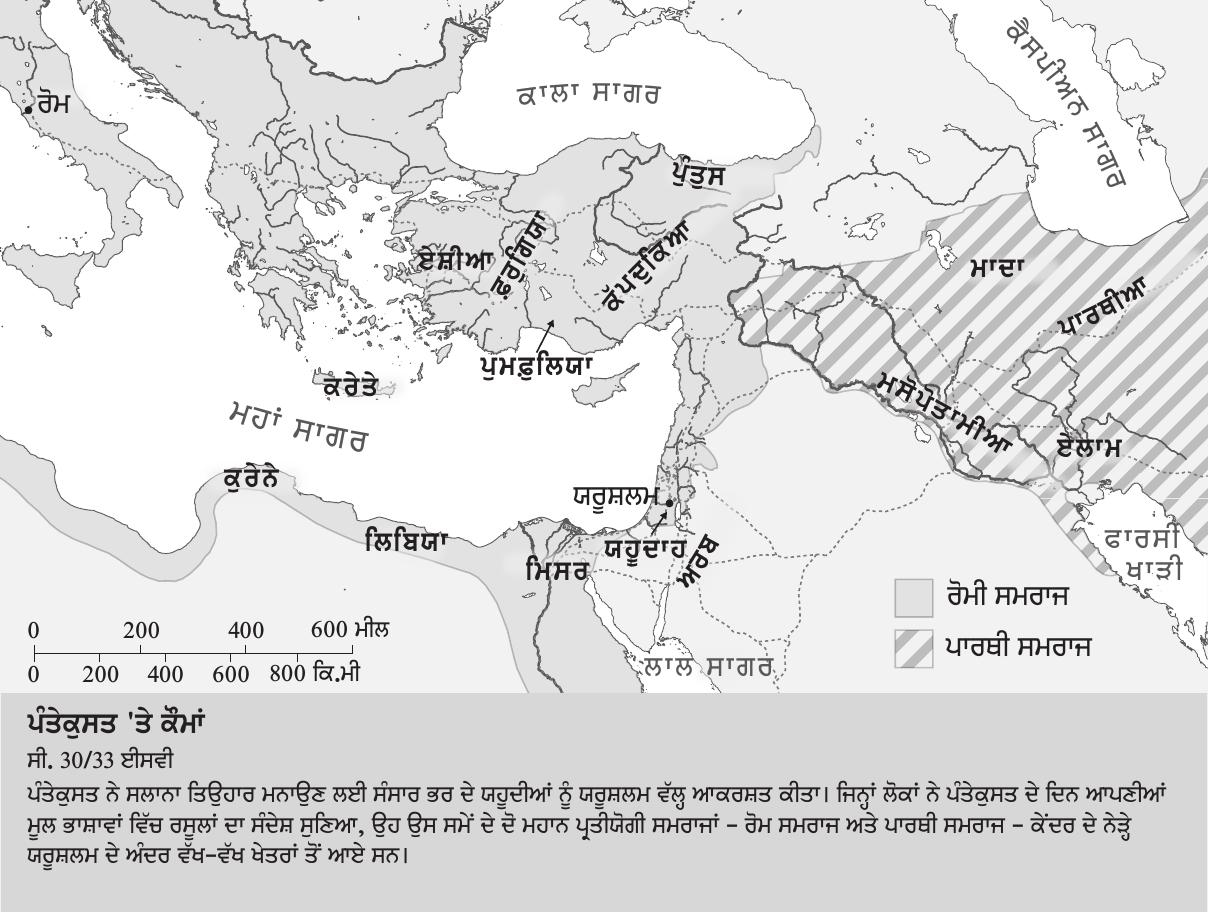 ਕੈਸਪੀਅਨ ਸਾਗਰ
ਕਾਲਾ ਸਾਗਰ
ਰੋਮ
ਪੁੰਤੁਸ
ਏਸ਼ੀਆ
ਫ਼ਰੁਗਿਯਾ
ਕੱਪਦੁਕਿਆ
ਮਾਦਾ
ਪਾਰਥੀਆ
ਪੁਮਫ਼ੁਲਿਯਾ
ਕਰੇਤੇ
ਮਹਾਂ ਸਾਗਰ
ਮਸੋਪੋਤਾਮੀਆ
ਏਲਾਮ
ਕੁਰੇਨੇ
ਯਰੂਸ਼ਲਮ
ਲਿਬਿਯਾ
ਯਹੂਦਾਹ
ਅਰਬ
ਮਿਸਰ
ਫਾਰਸੀ
ਖਾੜੀ
ਲਾਲ ਸਾਗਰ
ਰੋਮੀ ਸਮਰਾਜ
ਪਾਰਥੀ ਸਮਰਾਜ
0 200 400 600 ਮੀਲ
0 200 400 600 800 ਕਿ.ਮੀ
ਪੰਤੇਕੁਸਤ 'ਤੇ ਕੌਮਾਂ
ਸੀ. 30/33 ਈਸਵੀ
ਪੰਤੇਕੁਸਤ ਨੇ ਸਲਾਨਾ ਤਿਉਹਾਰ ਮਨਾਉਣ ਲਈ ਸੰਸਾਰ ਭਰ ਦੇ ਯਹੂਦੀਆਂ ਨੂੰ ਯਰੂਸ਼ਲਮ ਵੱਲ੍ਹ ਆਕਰਸ਼ਤ ਕੀਤਾ। ਜਿਨ੍ਹਾਂ ਲੋਕਾਂ ਨੇ ਪੰਤੇਕੁਸਤ ਦੇ ਦਿਨ ਆਪਣੀਆਂ
ਮੂਲ ਭਾਸ਼ਾਵਾਂ ਵਿੱਚ ਰਸੂਲਾਂ ਦਾ ਸੰਦੇਸ਼ ਸੁਣਿਆ, ਉਹ ਉਸ ਸਮੇਂ ਦੇ ਦੋ ਮਹਾਨ ਪ੍ਰਤੀਯੋਗੀ ਸਮਰਾਜਾਂ – ਰੋਮ ਸਮਰਾਜ ਅਤੇ ਪਾਰਥੀ ਸਮਰਾਜ – ਕੇਂਦਰ ਦੇ ਨੇੜ੍ਹੇ
ਯਰੂਸ਼ਲਮ ਦੇ ਅੰਦਰ ਵੱਖ-ਵੱਖ ਖੇਤਰਾਂ ਤੋਂ ਆਏ ਸਨ।